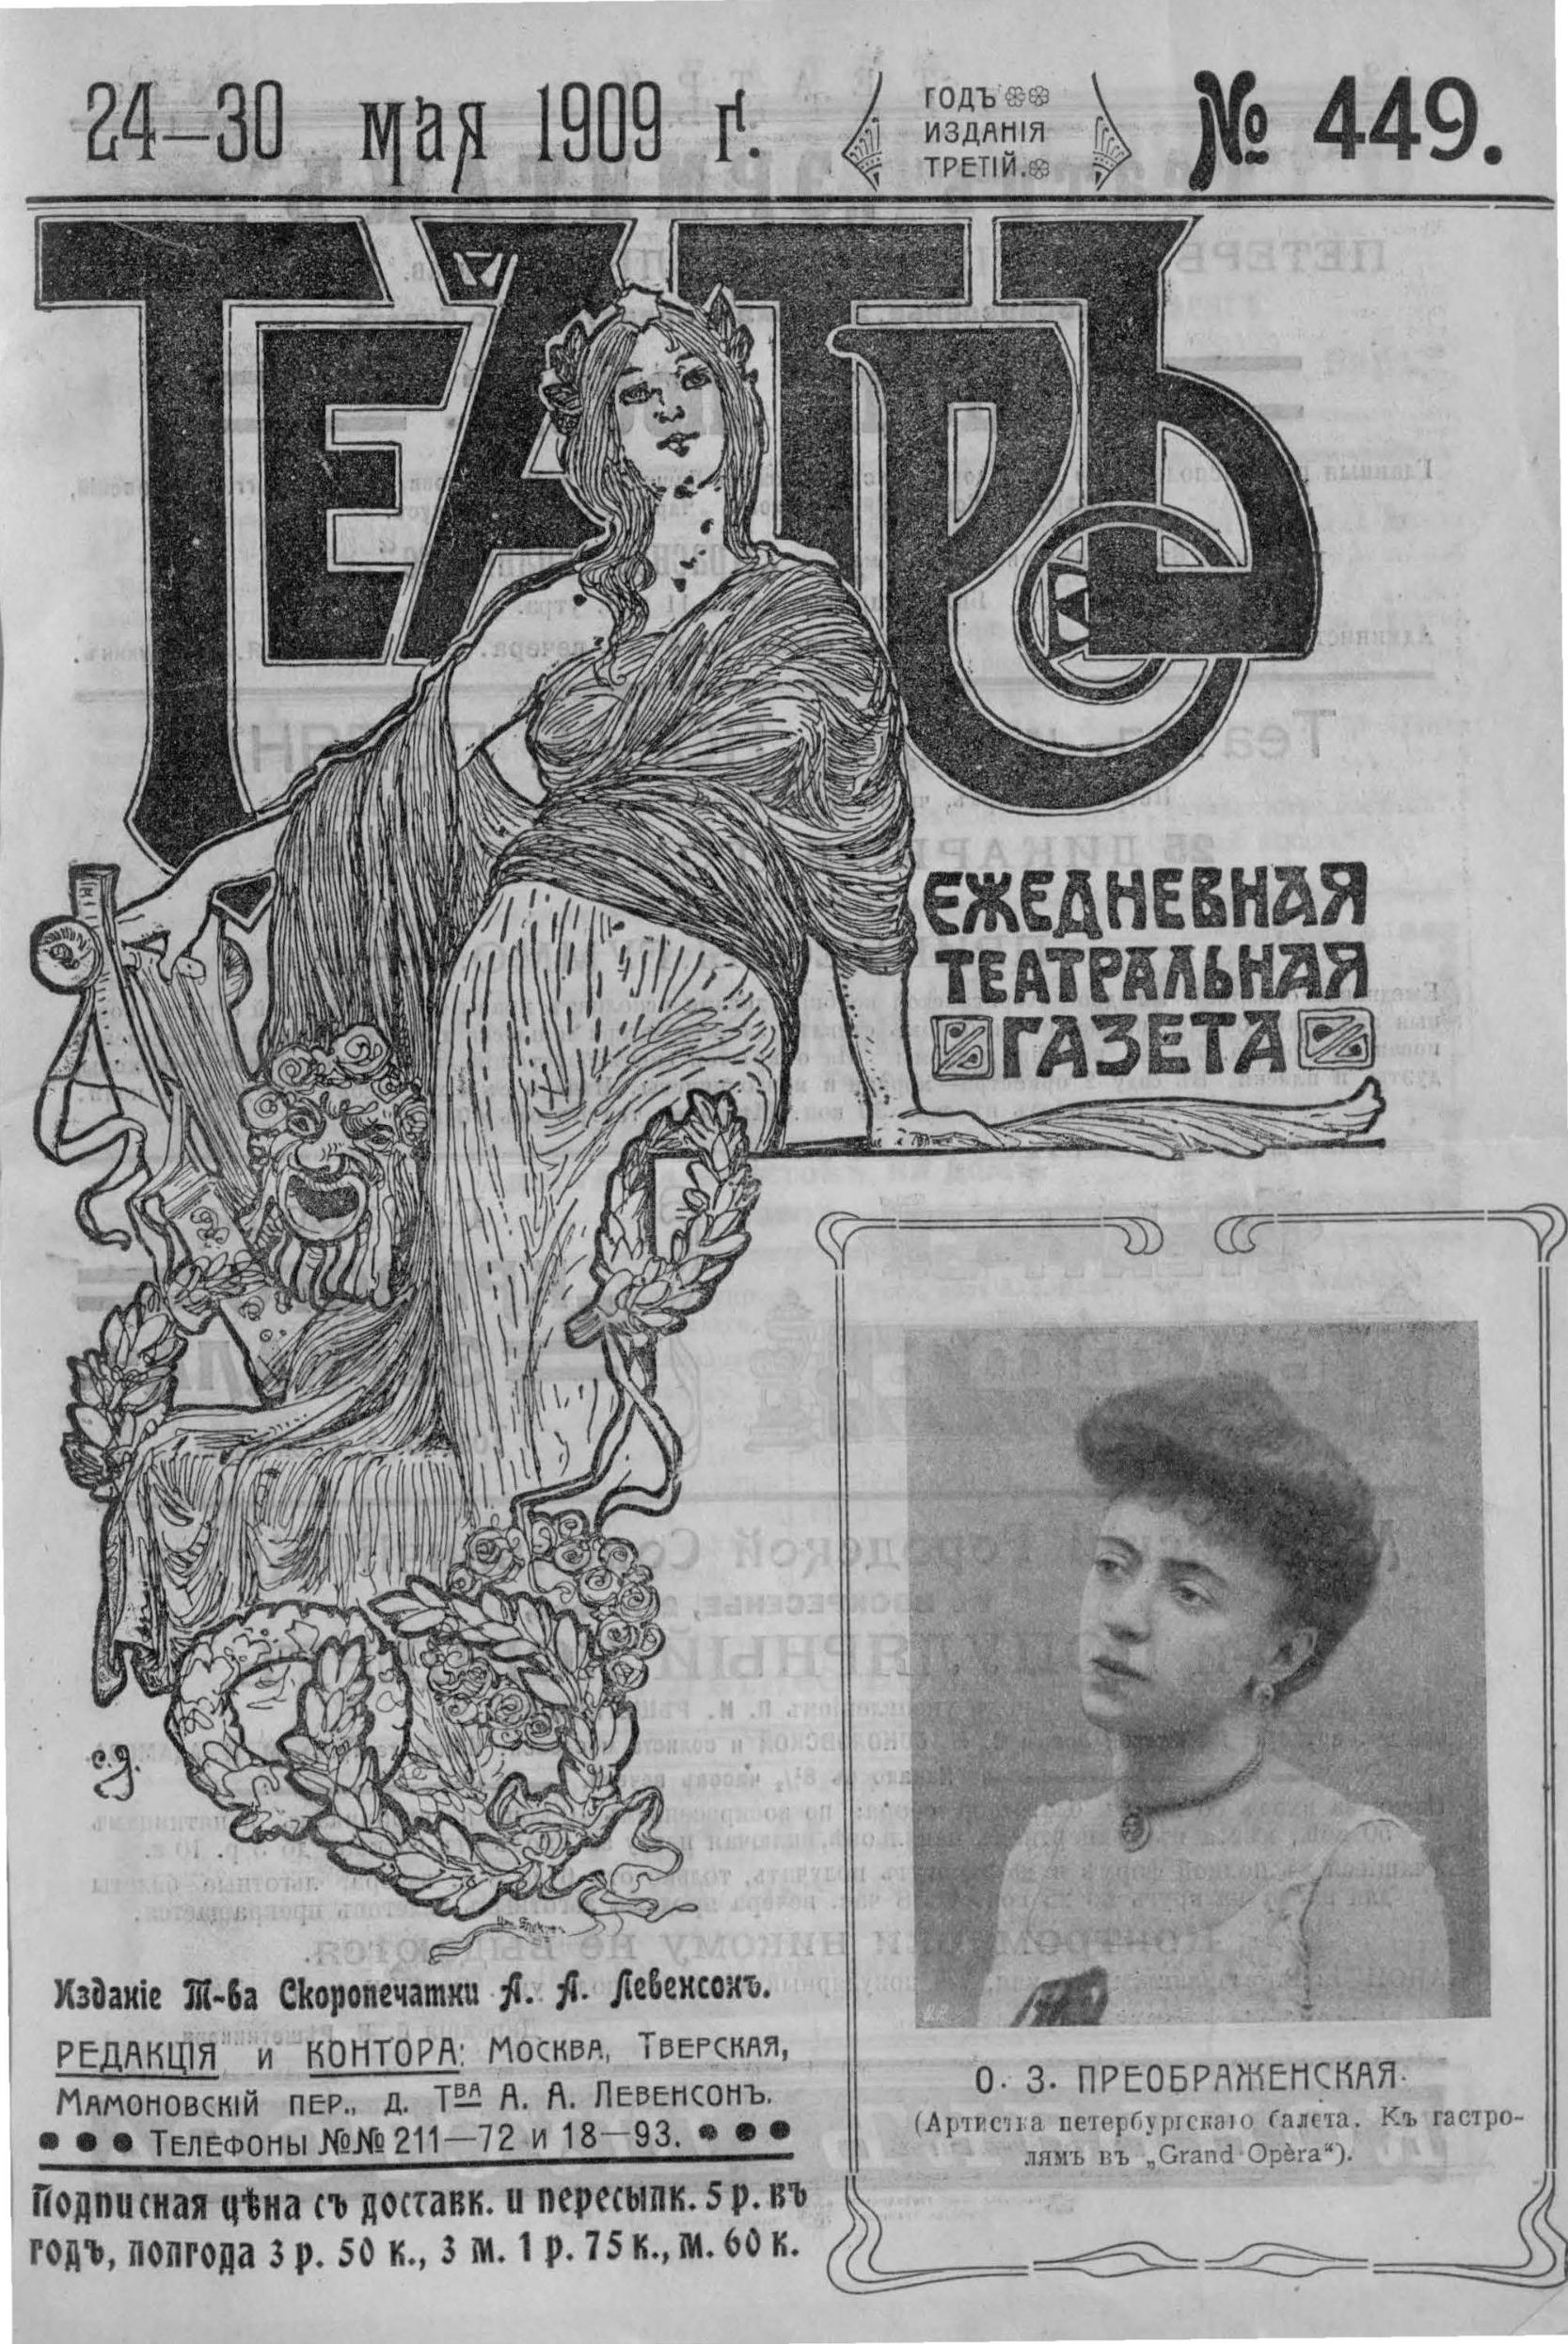 24—30 мая 1909 г.
ГОДЪ
ИЗДАНІЯ
ТРЕТІЙ.
№ 449.
ТЕАТРЪ
ЕЖЕДНЕВНАЯ
ТЕАТРАЛЬНАЯ
ГАЗЕТА
С.Я.
Изданіе Т-ва Скоропечатни А. А. Левенсонъ.
РЕДАКЦІЯ и КОНТОРА: МОСКВА, ТВЕРСКАЯ,
МАМОНОВСКІЙ ПЕР., Д. Тва А. А. ЛЕВЕНСОНЪ.
ТЕЛЕФОНЫ №№ 211—72 и 18—93.
Подписная цѣна съ доставк. и пересылк. 5 р. въ
годъ, полгода 3 р. 50 к., 3 м. 1 р. 75 к., м. 60 к.
О. З. ПРЕОБРАЖЕНСКАЯ.
(Артистка петербургскаго балета. Къ гастро-
лямъ въ „Grand Opèra“).